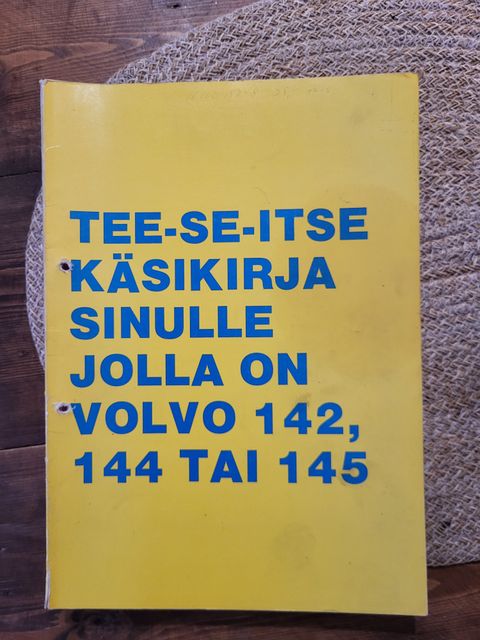 TEE-SE-ITSE
KÄSIKIRJA
SINULLE
JOLLA ON
VOLVO 142,
144 TAI 145